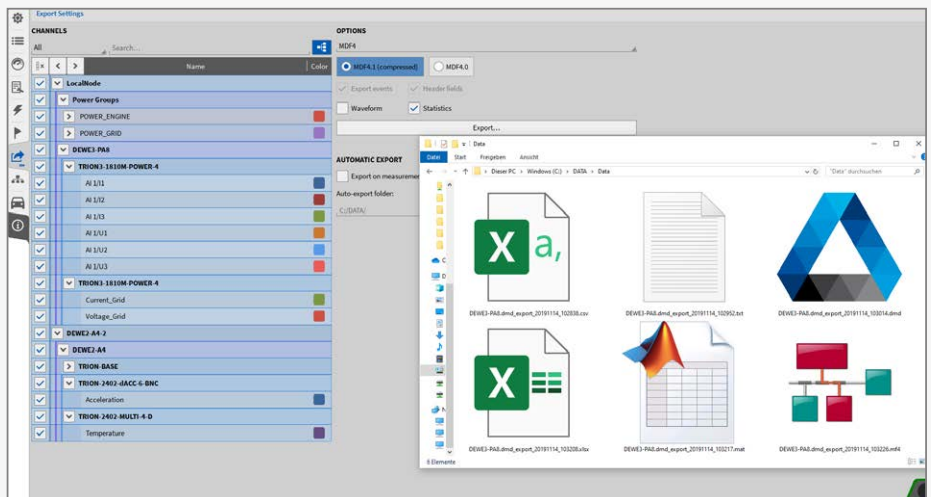 Export Settings
CHANNELS
All
Search...
Name
Color
LocalNode
Power Groups
POWER_ENGINE
POWER_GRID
DEWE3-PA8
TRION3-1810M-POWER-4
AI 1/I1
AI 1/I2
AI 1/I3
AI 1/U1
AI 1/U2
AI 1/U3
TRION3-1810M-POWER-4
Current_Grid
Voltage_Grid
DEWE2-A4-2
DEWE2-A4
TRION-BASE
TRION-2402-dACC-6-BNC
Acceleration
TRION-2402-MULTI-4-D
Temperature
OPTIONS
MDF4
MDF4.1 (compressed)
MDF4.0
Export events
Header fields
Waveform
Statistics
Export...
AUTOMATIC EXPORT
Export on measuremen
Auto-export folder:
C:/DATA/
Data
Datei
Start
Freigeben
Ansicht
Dieser PC > Windows (C:) > DATA > Data
"Data" durchsuchen
X a,
DEWE3-PA8.dmd_export_20191114_102838.csv
DEWE3-PA8.dmd_export_20191114_102952.txt
DEWE3-PA8.dmd_export_20191114_103014.dmd
X
DEWE3-PA8.dmd_export_20191114_103208.xlsx
DEWE3-PA8.dmd_export_20191114_103217.mat
DEWE3-PA8.dmd_export_20191114_103226.mf4